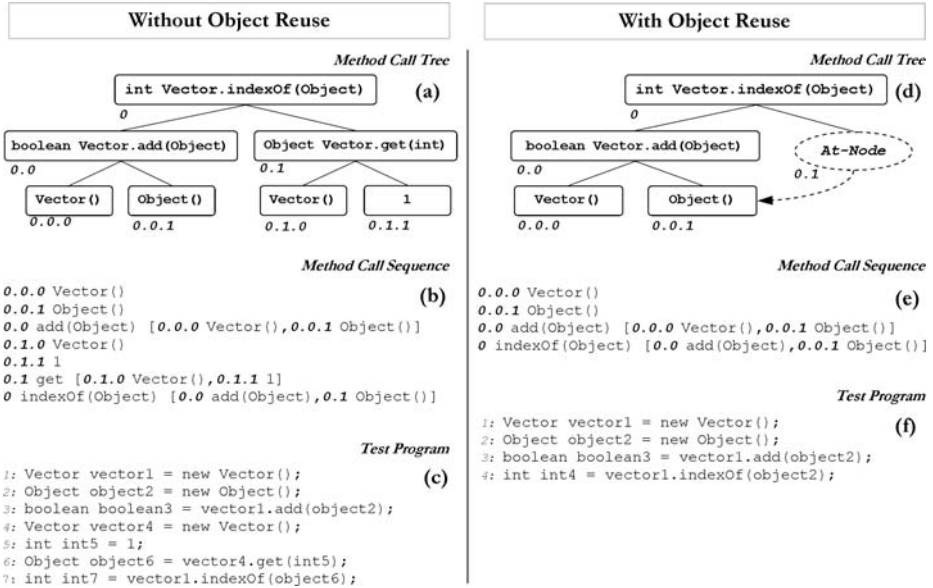 Without Object Reuse
Method Call Tree
int Vector.indexOf(Object)
(a)
0
boolean Vector.add(Object)
Object Vector.get(int)
0.0
0.1
Vector()
Object()
Vector()
1
0.0.0
0.0.1
0.1.0
0.1.1
Method Call Sequence
(b)
0.0.0 Vector()
0.0.1 Object()
0.0 add(Object) [0.0.0 Vector(),0.0.1 Object()]
0.1.0 Vector()
0.1.1 1
0.1 get [0.1.0 Vector(),0.1.1 1]
0 indexOf(Object) [0.0 add(Object),0.1 Object()]
Test Program
(c)
1: Vector vector1 = new Vector();
2: Object object2 = new Object();
3: boolean boolean3 = vector1.add(object2);
4: Vector vector4 = new Vector();
5: int int5 = 1;
6: Object object6 = vector4.get(int5);
7: int int7 = vector1.indexOf(object6);
With Object Reuse
Method Call Tree
int Vector.indexOf(Object)
(d)
0
boolean Vector.add(Object)
At-Node
0.0
0.1
Vector()
Object()
0.0.0
0.0.1
Method Call Sequence
(e)
0.0.0 Vector()
0.0.1 Object()
0.0 add(Object) [0.0.0 Vector(),0.0.1 Object()]
0 indexOf(Object) [0.0 add(Object),0.0.1 Object()]
Test Program
(f)
1: Vector vector1 = new Vector();
2: Object object2 = new Object();
3: boolean boolean3 = vector1.add(object2);
4: int int4 = vector1.indexOf(object2);